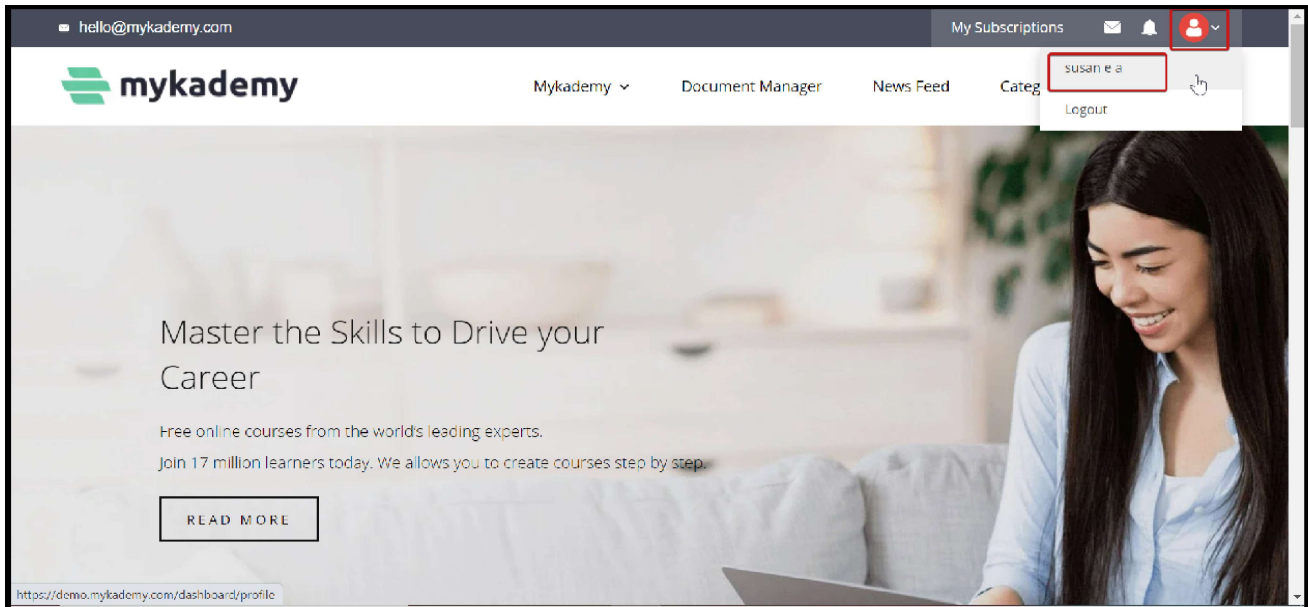 hello@mykademy.com
My Subscriptions
mykademy
Mykademy
Document Manager
News Feed
Categ
susan e a
Logout
Master the Skills to Drive your
Career
Free online courses from the world's leading experts.
Join 17 million learners today. We allows you to create courses step by step.
READ MORE
https://demo.mykademy.com/dashboard/profile